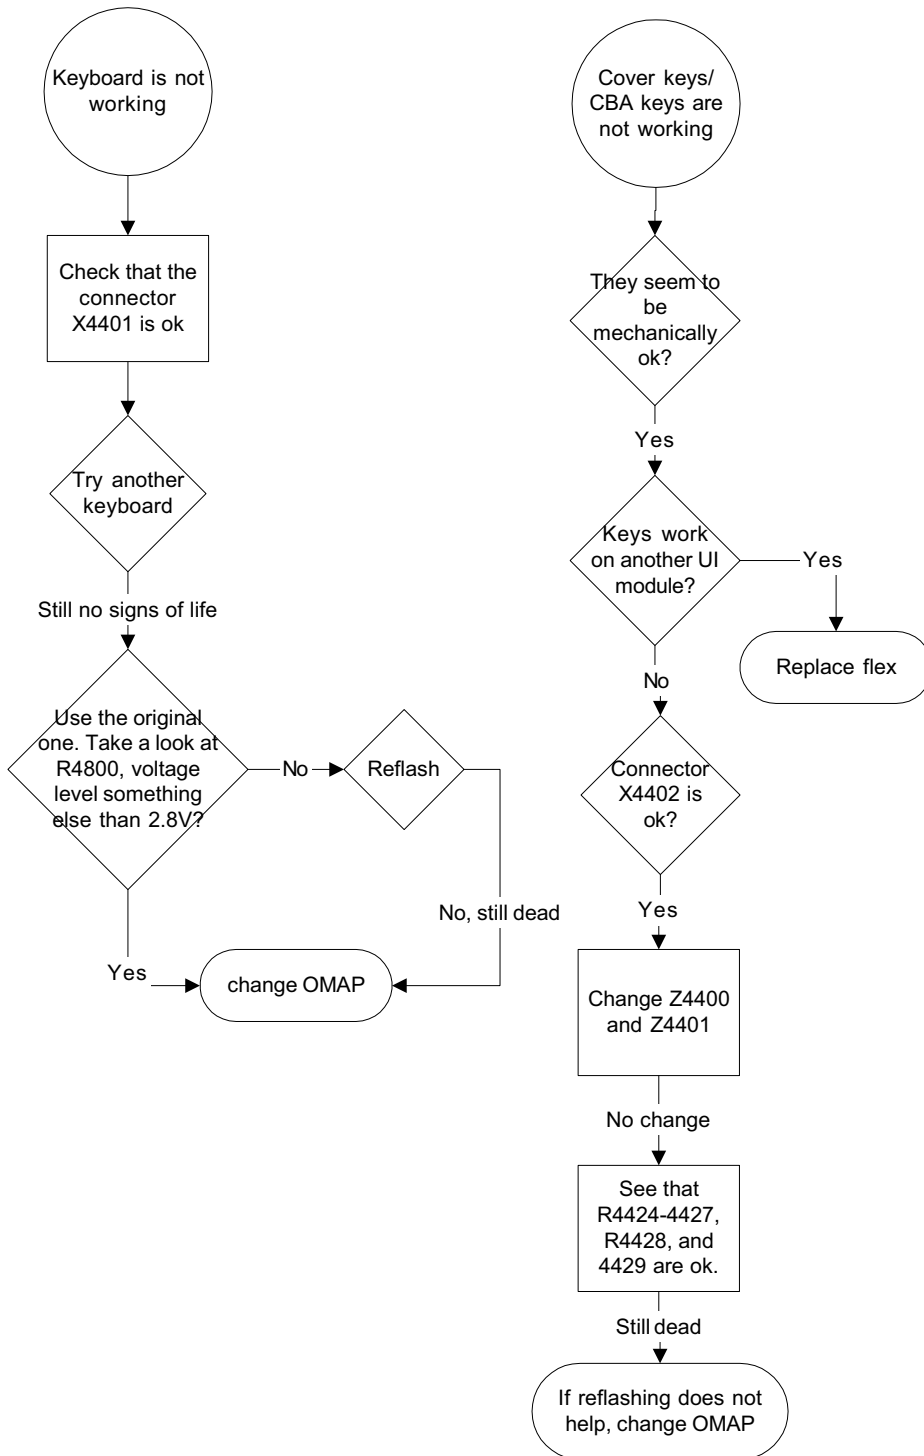 Keyboard is not
working
Check that the
connector
X4401 is ok
Try another
keyboard
Still no signs of life
Use the original
one. Take a look at
R4800, voltage
level something
else than 2.8V?
No
Reflash
No, still dead
Yes
change OMAP
Cover keys/
CBA keys are
not working
They seem to
be
mechanically
ok?
Yes
Keys work
on another UI
module?
Yes
Replace flex
No
Connector
X4402 is
ok?
Yes
Change Z4400
and Z4401
No change
See that
R4424-4427,
R4428, and
4429 are ok.
Still dead
If reflashing does not
help, change OMAP